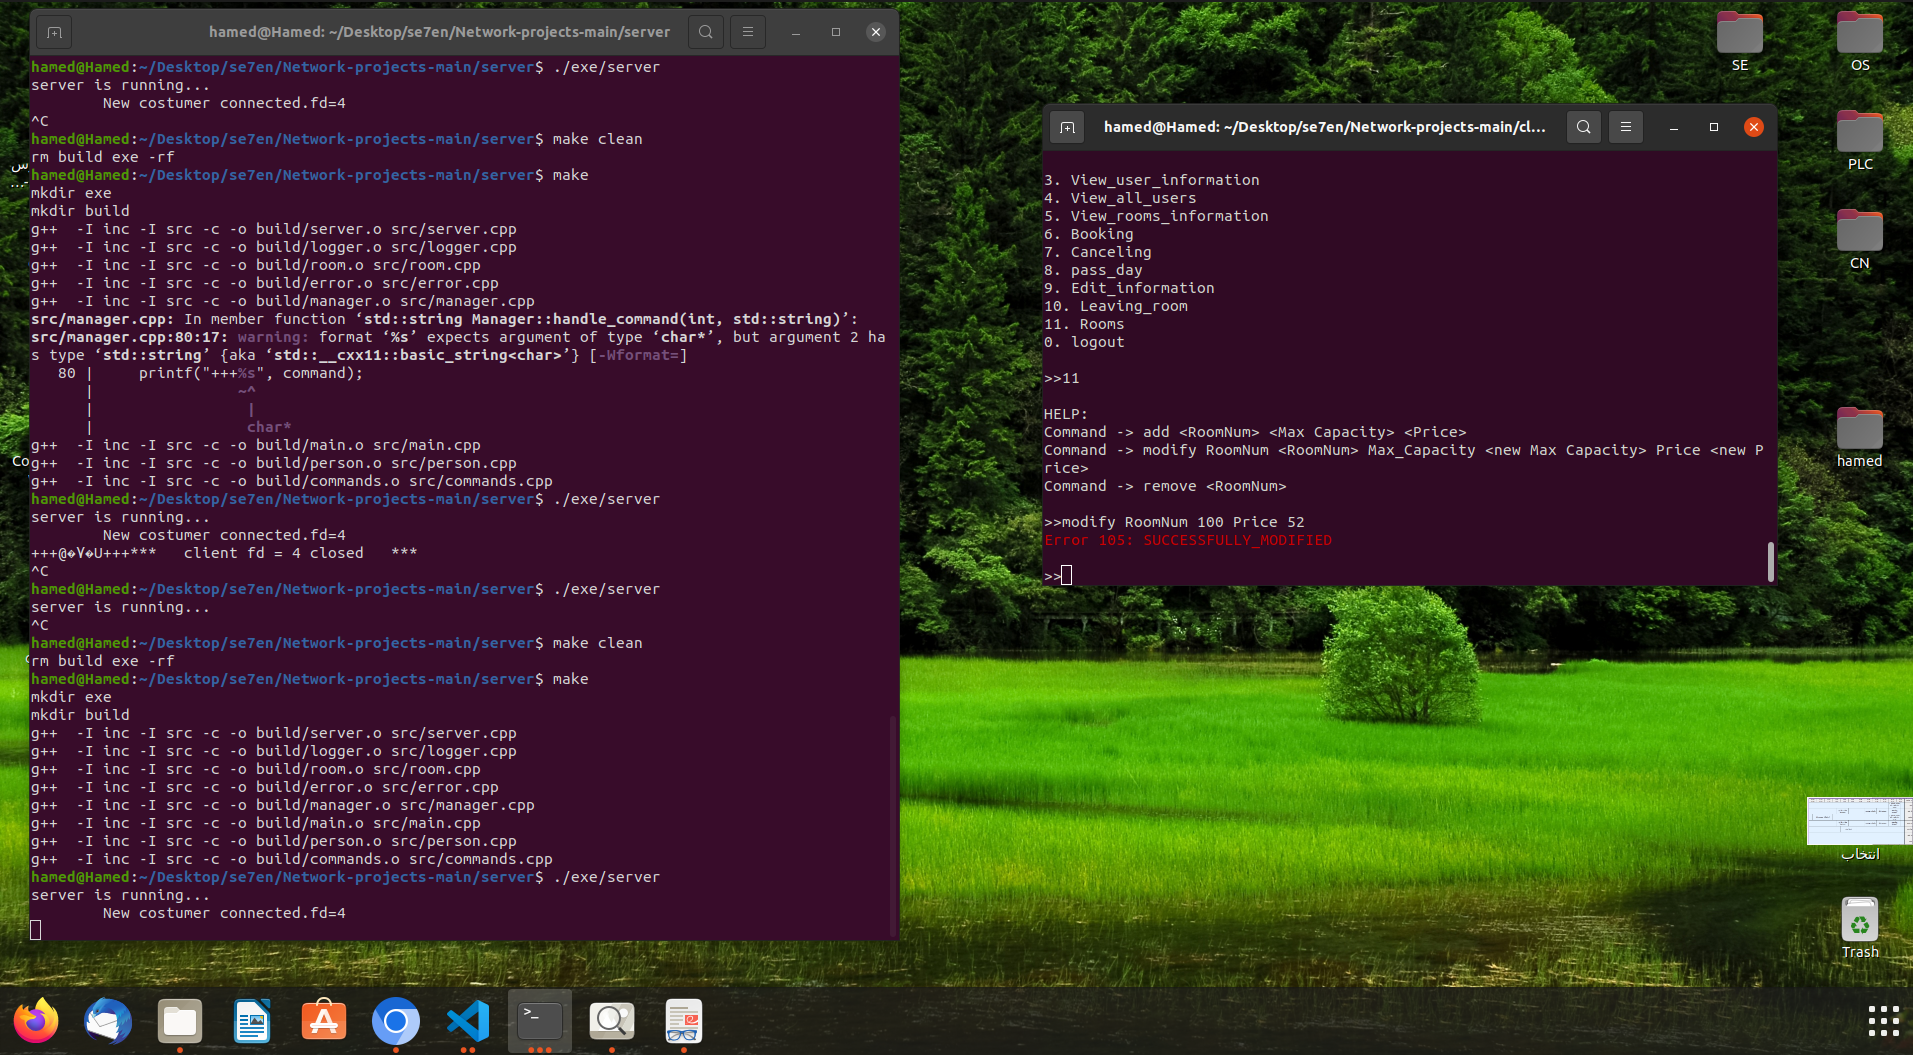 hamed@Hamed: ~/Desktop/se7en/Network-projects-main/server
hamed@Hamed:~/Desktop/se7en/Network-projects-main/server$ ./exe/server
server is running...
        New costumer connected.fd=4
^C
hamed@Hamed:~/Desktop/se7en/Network-projects-main/server$ make clean
rm build exe -rf
hamed@Hamed:~/Desktop/se7en/Network-projects-main/server$ make
mkdir exe
mkdir build
g++  -I inc -I src -c -o build/server.o src/server.cpp
g++  -I inc -I src -c -o build/logger.o src/logger.cpp
g++  -I inc -I src -c -o build/room.o src/room.cpp
g++  -I inc -I src -c -o build/error.o src/error.cpp
g++  -I inc -I src -c -o build/manager.o src/manager.cpp
src/manager.cpp: In member function ‘std::string Manager::handle_command(int, std::string)’:
src/manager.cpp:80:17: warning: format ‘%s’ expects argument of type ‘char*’, but argument 2 ha
s type ‘std::string’ {aka ‘std::__cxx11::basic_string<char>’} [-Wformat=]
   80 |     printf("+++%s", command);
      |                ~^
      |                 |
      |                 char*
g++  -I inc -I src -c -o build/main.o src/main.cpp
g++  -I inc -I src -c -o build/person.o src/person.cpp
g++  -I inc -I src -c -o build/commands.o src/commands.cpp
hamed@Hamed:~/Desktop/se7en/Network-projects-main/server$ ./exe/server
server is running...
        New costumer connected.fd=4
+++@�V�U+++***   client fd = 4 closed   ***
^C
hamed@Hamed:~/Desktop/se7en/Network-projects-main/server$ ./exe/server
server is running...
^C
hamed@Hamed:~/Desktop/se7en/Network-projects-main/server$ make clean
rm build exe -rf
hamed@Hamed:~/Desktop/se7en/Network-projects-main/server$ make
mkdir exe
mkdir build
g++  -I inc -I src -c -o build/server.o src/server.cpp
g++  -I inc -I src -c -o build/logger.o src/logger.cpp
g++  -I inc -I src -c -o build/room.o src/room.cpp
g++  -I inc -I src -c -o build/error.o src/error.cpp
g++  -I inc -I src -c -o build/manager.o src/manager.cpp
g++  -I inc -I src -c -o build/main.o src/main.cpp
g++  -I inc -I src -c -o build/person.o src/person.cpp
g++  -I inc -I src -c -o build/commands.o src/commands.cpp
hamed@Hamed:~/Desktop/se7en/Network-projects-main/server$ ./exe/server
server is running...
        New costumer connected.fd=4
Co
hamed@Hamed: ~/Desktop/se7en/Network-projects-main/cl...
3. View_user_information
4. View_all_users
5. View_rooms_information
6. Booking
7. Canceling
8. pass_day
9. Edit_information
10. Leaving_room
11. Rooms
0. logout
>>11
HELP:
Command -> add <RoomNum> <Max Capacity> <Price>
Command -> modify RoomNum <RoomNum> Max_Capacity <new Max Capacity> Price <new P
rice>
Command -> remove <RoomNum>
>>modify RoomNum 100 Price 52
Error 105: SUCCESSFULLY_MODIFIED
>>
SE
OS
PLC
CN
hamed
انتخاب
Trash